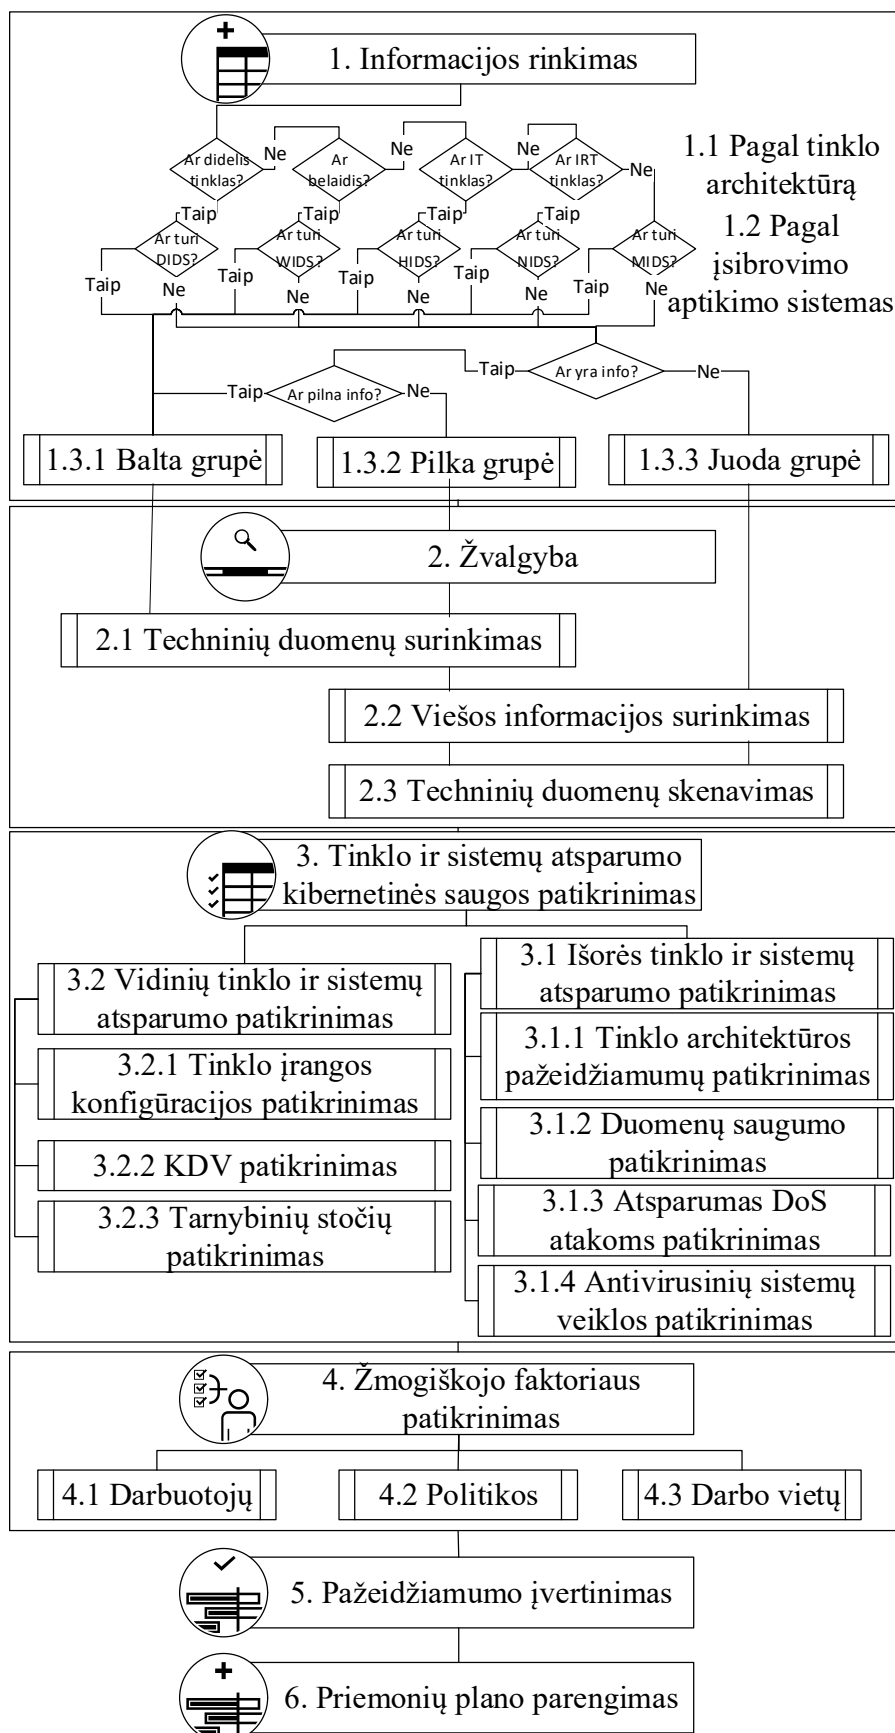 1. Informacijos rinkimas
Ar didelis
tinklas?
Ne
Ar
belaidis?
Ne
Ar IT
tinklas?
Ne
Ar IRT
tinklas?
Ne
1.1 Pagal tinklo
architektūrą
1.2 Pagal
įsibrovimo
aptikimo sistemas
Taip
Taip
Taip
Taip
Ar turi
DIDS?
Ar turi
WIDS?
Ar turi
HIDS?
Ar turi
NIDS?
Ar turi
MIDS?
Taip
Ne
Taip
Ne
Taip
Ne
Taip
Ne
Taip
Ne
Taip
Ar yra info?
Ne
Taip
Ar pilna info?
Ne
1.3.1 Balta grupė
1.3.2 Pilka grupė
1.3.3 Juoda grupė
2. Žvalgyba
2.1 Techninių duomenų surinkimas
2.2 Viešos informacijos surinkimas
2.3 Techninių duomenų skenavimas
3. Tinklo ir sistemų atsparumo
kibernetinės saugos patikrinimas
3.2 Vidinių tinklo ir sistemų
atsparumo patikrinimas
3.2.1 Tinklo įrangos
konfigūracijos patikrinimas
3.2.2 KDV patikrinimas
3.2.3 Tarnybinių stočių
patikrinimas
3.1 Išorės tinklo ir sistemų
atsparumo patikrinimas
3.1.1 Tinklo architektūros
pažeidžiamumų patikrinimas
3.1.2 Duomenų saugumo
patikrinimas
3.1.3 Atsparumas DoS
atakoms patikrinimas
3.1.4 Antivirusinių sistemų
veiklos patikrinimas
4. Žmogiškojo faktoriaus
patikrinimas
4.1 Darbuotojų
4.2 Politikos
4.3 Darbo vietų
5. Pažeidžiamumo įvertinimas
6. Priemonių plano parengimas